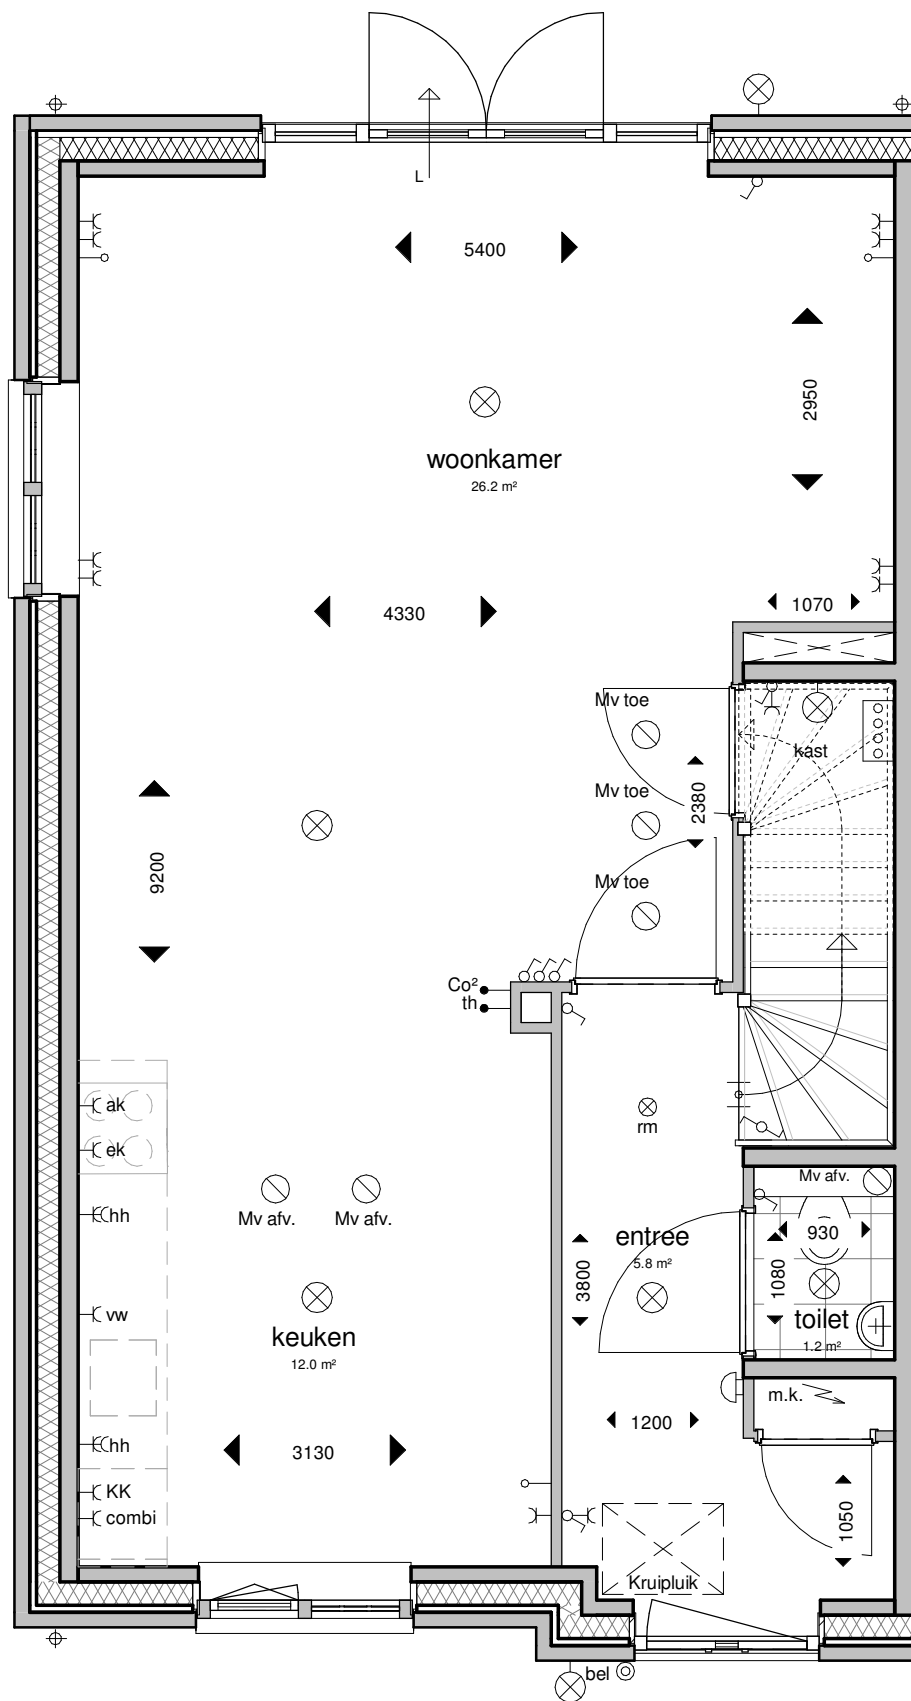 L
5400
2950
woonkamer
26.2 m²
4330
1070
Mv toe
kast
Mv toe
2380
9200
Mv toe
Co²
th
ak
ek
rm
Mv afv.
hh
Mv afv.
Mv afv.
entree
5.8 m²
930
3800
1080
vw
keuken
12.0 m²
toilet
1.2 m²
m.k.
1200
hh
3130
KK
combi
1050
Kruipluik
bel